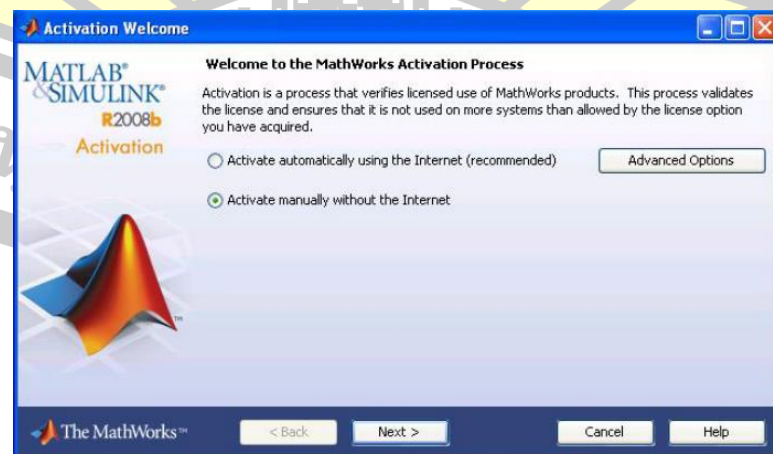 Activation Welcome
MATLAB®
&SIMULINK®
R2008b
Activation
Welcome to the MathWorks Activation Process
Activation is a process that verifies licensed use of MathWorks products. This process validates
the license and ensures that it is not used on more systems than allowed by the license option
you have acquired.
Activate automatically using the Internet (recommended)
Advanced Options
Activate manually without the Internet
™
The MathWorks™
< Back
Next >
Cancel
Help